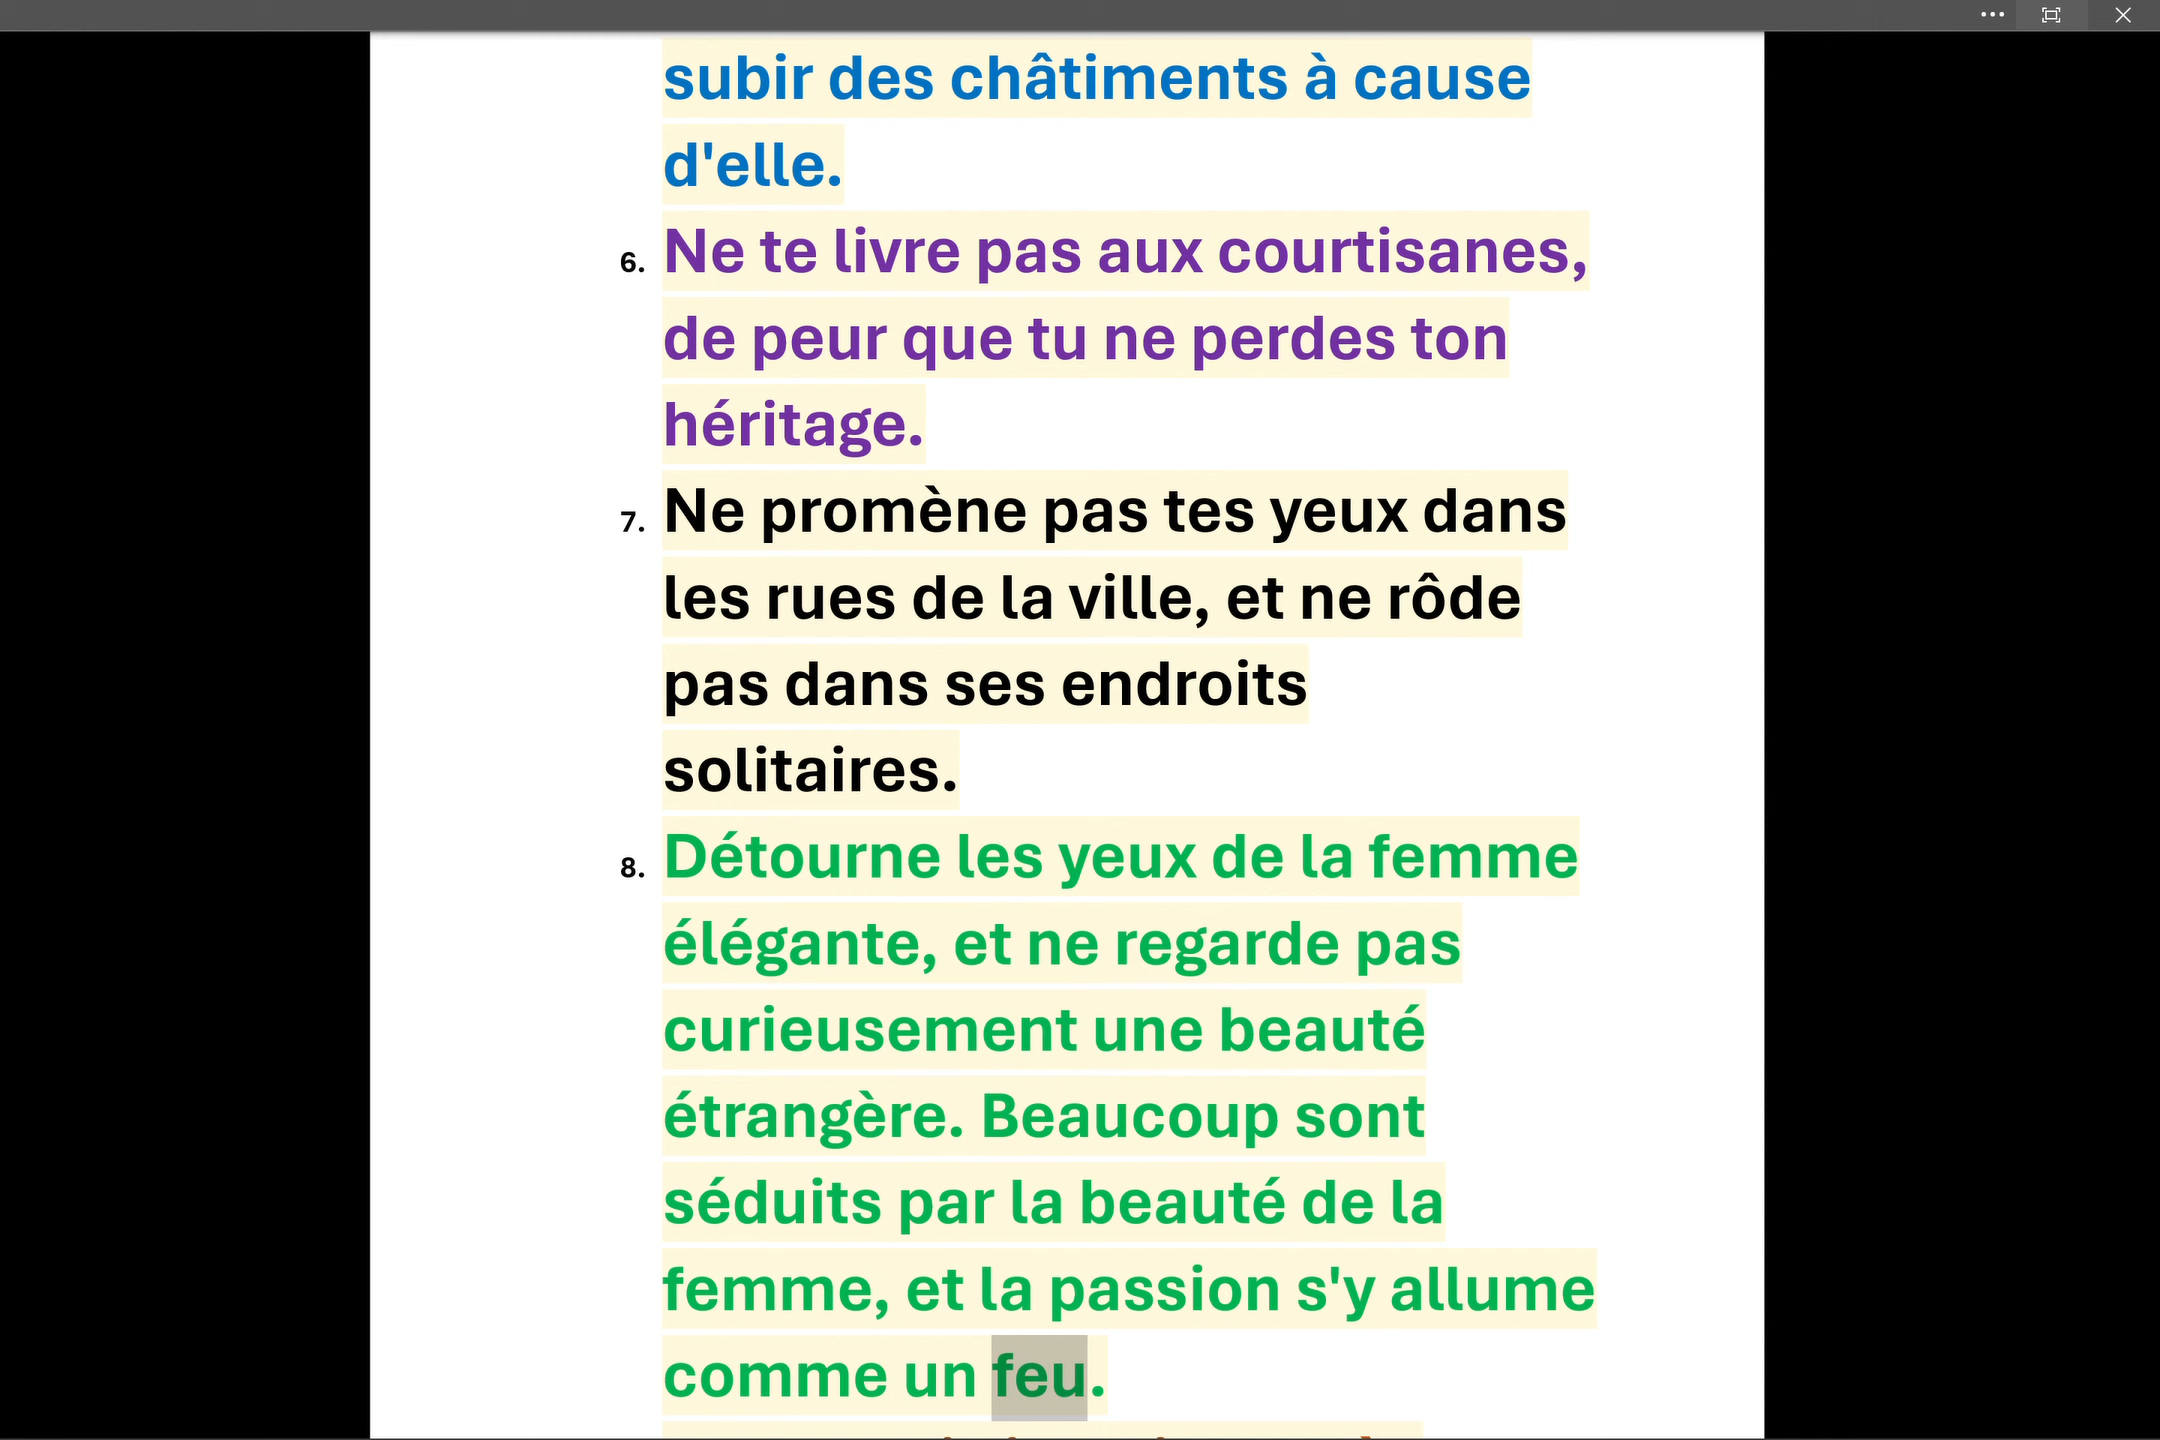 subir des châtiments à cause
d'elle.
6. Ne te livre pas aux courtisanes,
de peur que tu ne perdes ton
héritage.
7. Ne promène pas tes yeux dans
les rues de la ville, et ne rôde
pas dans ses endroits
solitaires.
8. Détourne les yeux de la femme
élégante, et ne regarde pas
curieusement une beauté
étrangère. Beaucoup sont
séduits par la beauté de la
femme, et la passion s'y allume
comme un feu.